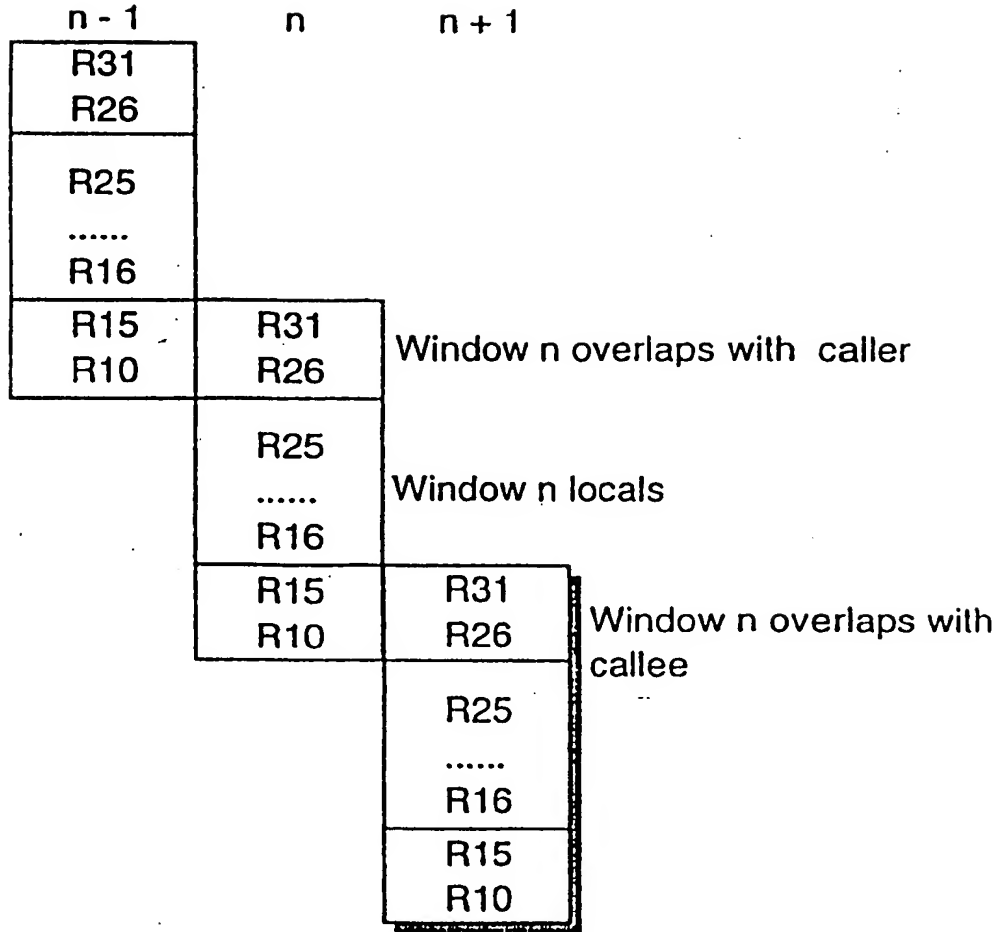 n - 1 n n + 1
R31
R26
R25
......
R16
R15 R31
R10 R26
Window n overlaps with caller
R25
......
R16
Window n locals
R15 R31
R10 R26
Window n overlaps with
callee
R25
......
R16
R15
R10